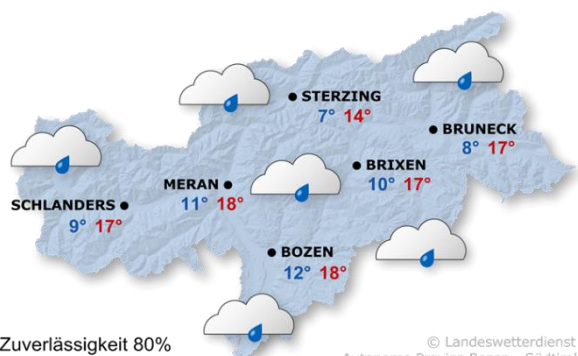 STERZING
7° 14°
BRUNECK
8° 17°
BRIXEN
10° 17°
MERAN
11° 18°
SCHLANDERS
9° 17°
BOZEN
12° 18°
Zuverlässigkeit 80%
© Landeswetterdienst